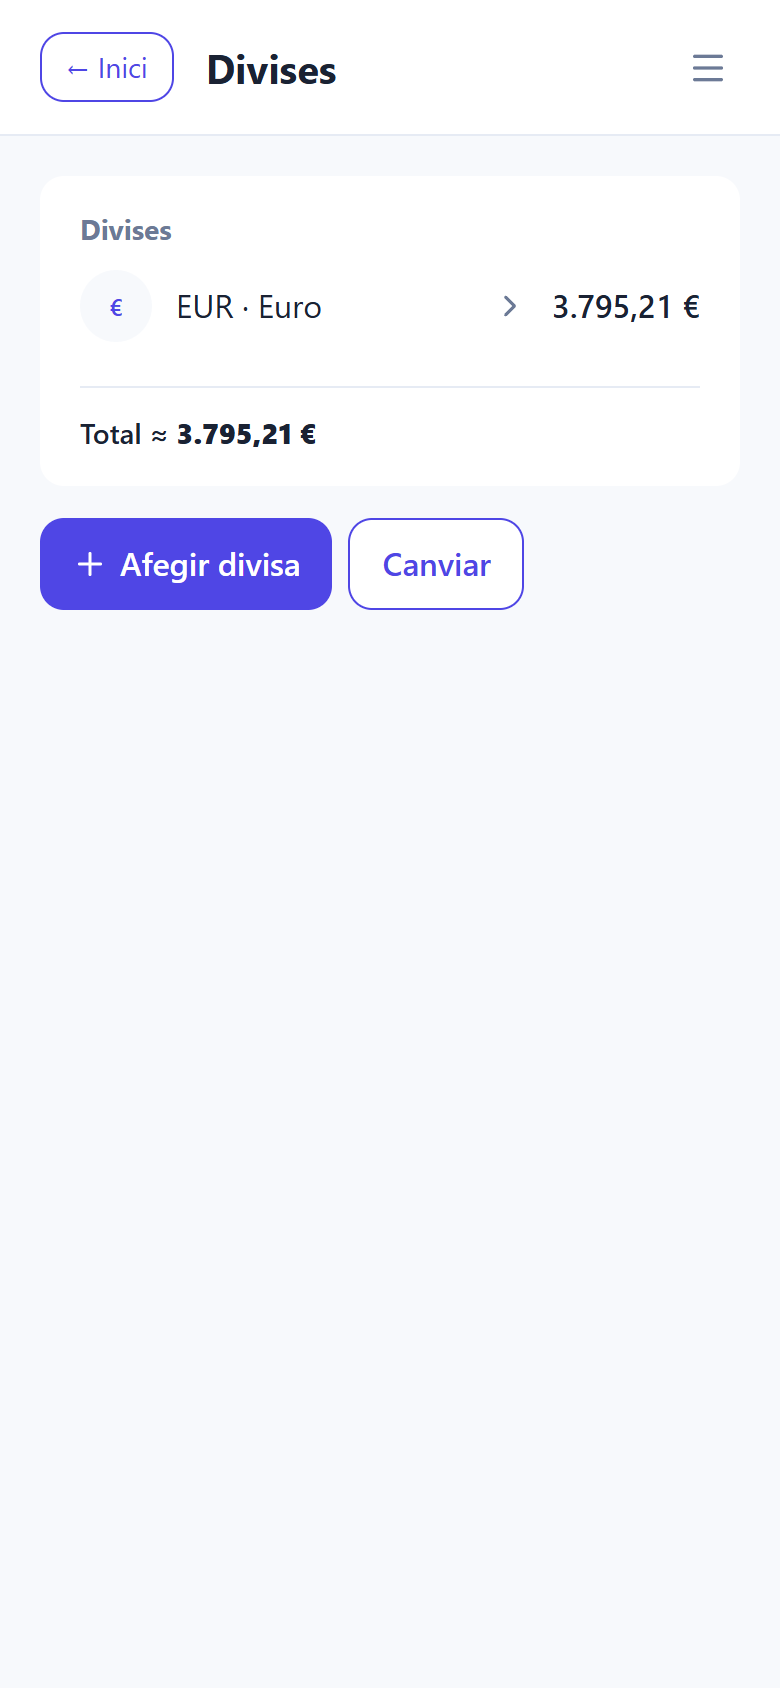 ← Inici
Divises
Divises
€ EUR · Euro 3.795,21 €
Total ≈ 3.795,21 €
+ Afegir divisa
Canviar